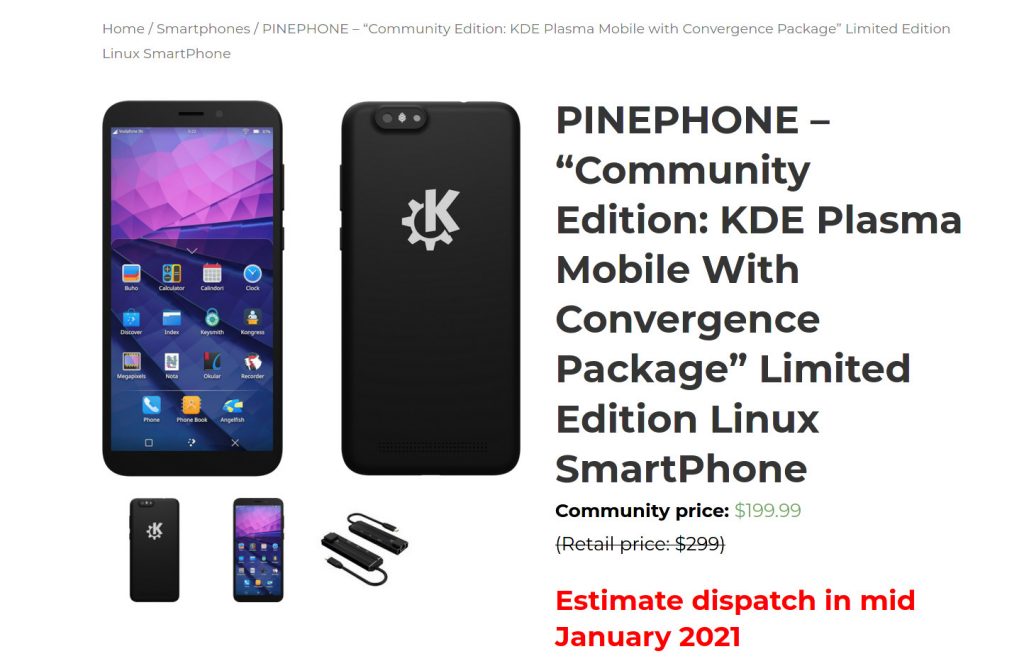 Home / Smartphones / PINEPHONE – “Community Edition: KDE Plasma Mobile with Convergence Package” Limited Edition
Linux SmartPhone
PINEPHONE –
“Community
Edition: KDE Plasma
Mobile With
Convergence
Package” Limited
Edition Linux
SmartPhone
Community price: $199.99
(Retail price: $299)
Estimate dispatch in mid
January 2021
Buho Calculator Calindori Clock
Discover Index Keysmith Kongress
Megapixels Nota Okular Recorder
Phone Phone Book Angelfish
K